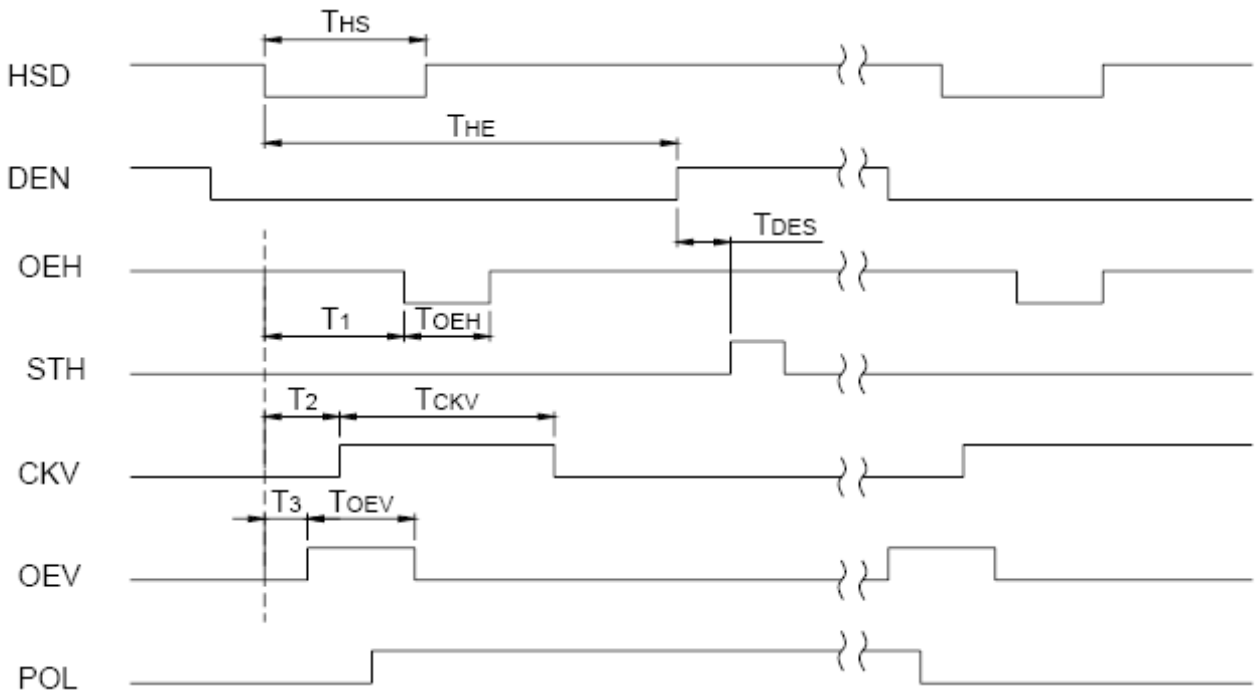 THS
HSD
THE
DEN
TDES
OEH
T1 TOEH
STH
T2 TCKV
CKV
T3 TOEV
OEV
POL